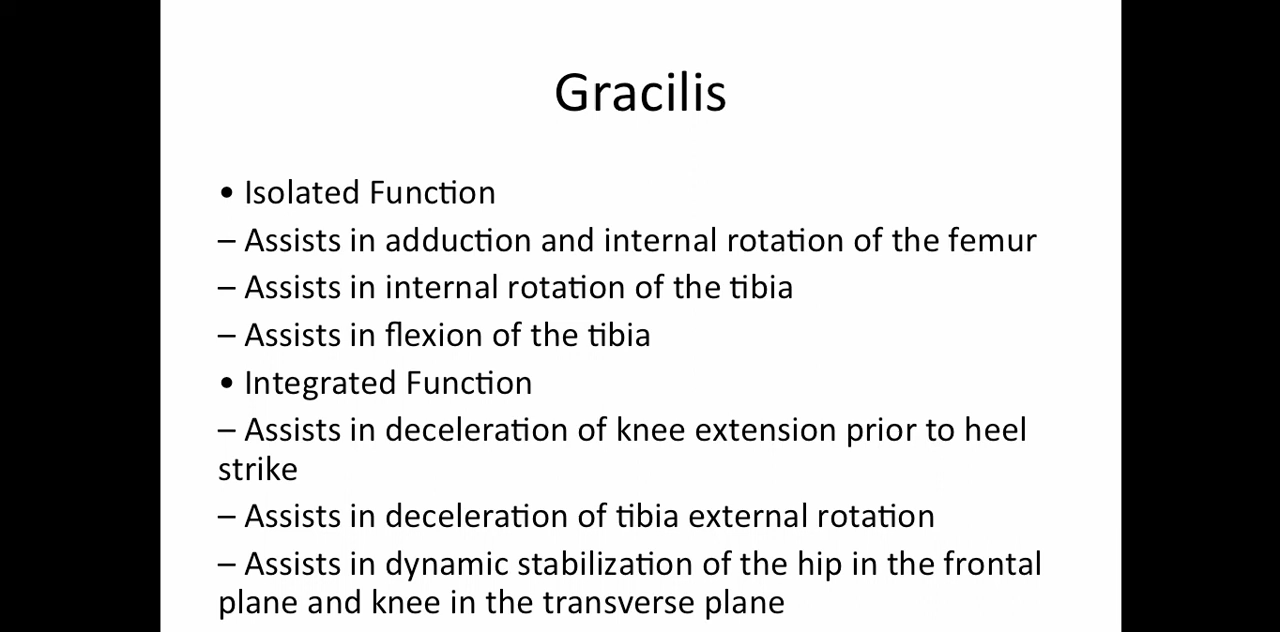 Gracilis
• Isolated Function
– Assists in adduction and internal rotation of the femur
– Assists in internal rotation of the tibia
– Assists in flexion of the tibia
• Integrated Function
– Assists in deceleration of knee extension prior to heel
strike
– Assists in deceleration of tibia external rotation
– Assists in dynamic stabilization of the hip in the frontal
plane and knee in the transverse plane